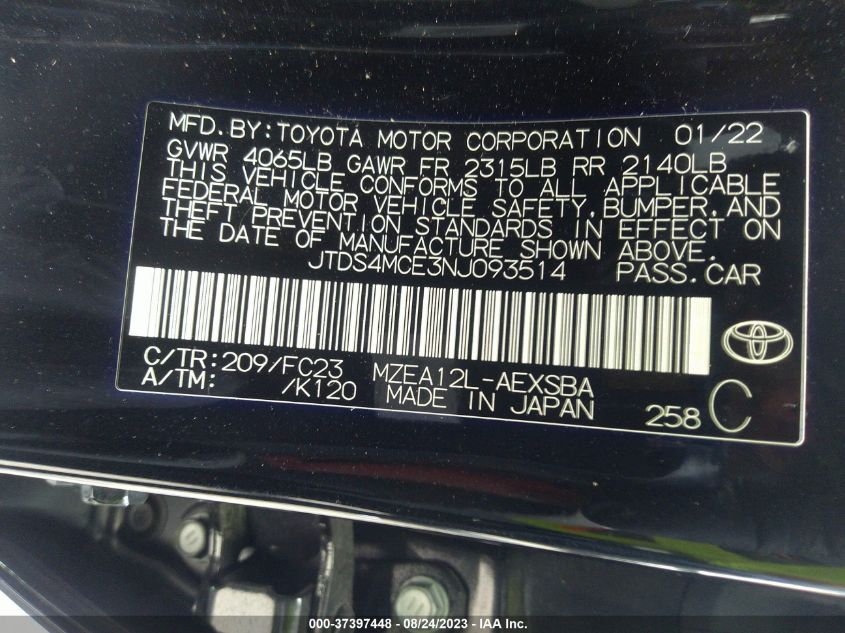 MFD. BY: TOYOTA MOTOR CORPORATION 01/22
GVWR 4065LB GAWR FR 2315LB RR 2140LB
THIS VEHICLE CONFORMS TO ALL APPLICABLE
FEDERAL MOTOR VEHICLE SAFETY, BUMPER, AND
THEFT PREVENTION STANDARDS IN EFFECT ON
THE DATE OF MANUFACTURE SHOWN ABOVE.
JTDS4MCE3NJ093514 PASS. CAR
C/TR: 209/FC23 MZEA12L-AEXSBA
A/TM: /K120 MADE IN JAPAN 258 C
000-37397448 - 08/24/2023 - IAA Inc.